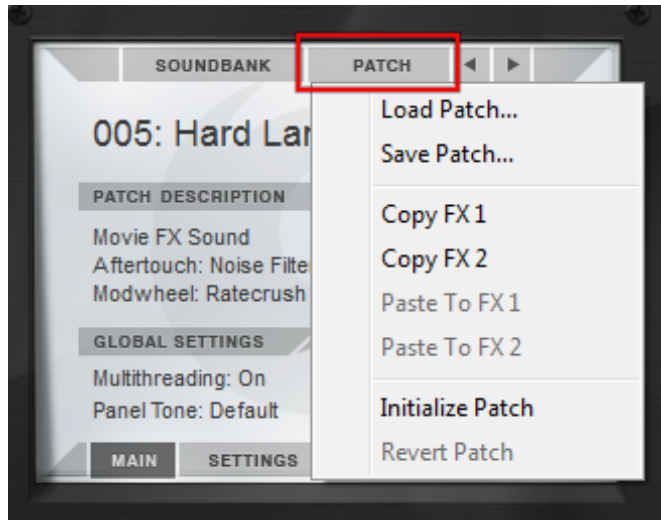 SOUNDBANK PATCH
005: Hard Lar
PATCH DESCRIPTION
Movie FX Sound
Aftertouch: Noise Filte
Modwheel: Ratecrush
GLOBAL SETTINGS
Multithreading: On
Panel Tone: Default
MAIN SETTINGS
Load Patch...
Save Patch...
Copy FX 1
Copy FX 2
Paste To FX 1
Paste To FX 2
Initialize Patch
Revert Patch